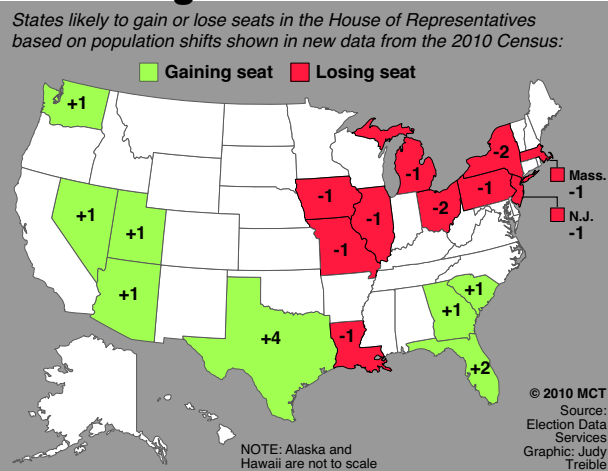 States likely to gain or lose seats in the House of Representatives
based on population shifts shown in new data from the 2010 Census:
Gaining seat
Losing seat
+1
-2
-1
-1
Mass.
-1
-1
-2
-1
-1
N.J.
-1
+1
+1
-1
+1
+1
+1
+4
-1
+2
© 2010 MCT
Source:
Election Data
Services
Graphic: Judy
Treible
NOTE: Alaska and
Hawaii are not to scale